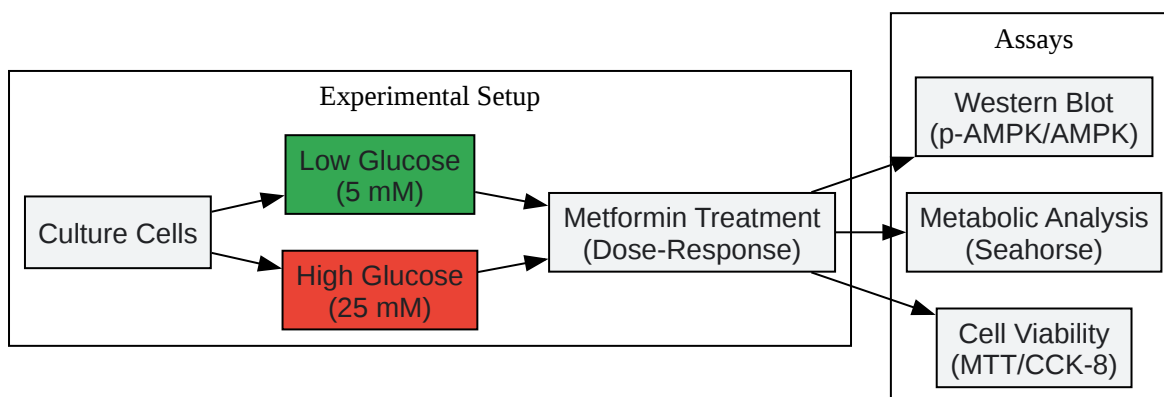 Experimental Setup
Culture Cells
Low Glucose
(5 mM)
High Glucose
(25 mM)
Metformin Treatment
(Dose-Response)
Assays
Western Blot
(p-AMPK/AMPK)
Metabolic Analysis
(Seahorse)
Cell Viability
(MTT/CCK-8)